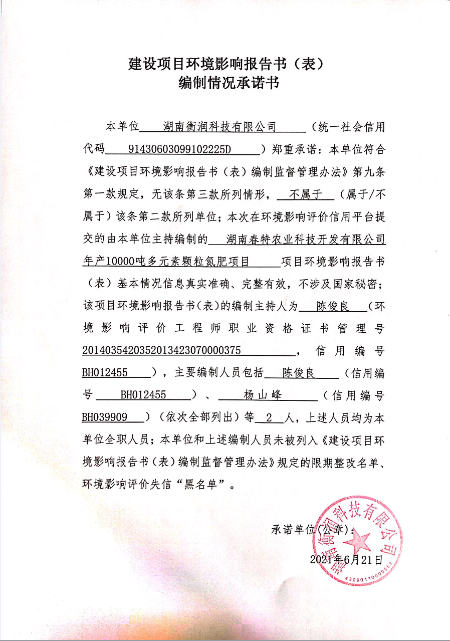 建设项目环境影响报告书（表）
编制情况承诺书
本单位 湖南衡润科技有限公司 （统一社会信用
代码 91430603099102225D ）郑重承诺：本单位符合
《建设项目环境影响报告书（表）编制监督管理办法》第九条
第一款规定，无该条第三款所列情形， 不属于 （属于/不
属于）该条第二款所列单位；本次在环境影响评价信用平台提
交的由本单位主持编制的 湖南春特农业科技开发有限公司
年产10000吨多元素颗粒氮肥项目 项目环境影响报告书
（表）基本情况信息真实准确、完整有效，不涉及国家秘密；
该项目环境影响报告书（表）的编制主持人为 陈俊良 （环
境影响评价工程师职业资格证书管理号
2014035420352013423070000375 ，信用编号
BH012455 ），主要编制人员包括 陈俊良 （信用编
号 BH012455 ）、 杨山峰 （信用编号
BH039909 ）（依次全部列出）等 2 人，上述人员均为本
单位全职人员；本单位和上述编制人员未被列入《建设项目环
境影响报告书（表）编制监督管理办法》规定的限期整改名单、
环境影响评价失信“黑名单”。
承诺单位(公章)：
2021年6月21日
湖南衡润科技有限公司